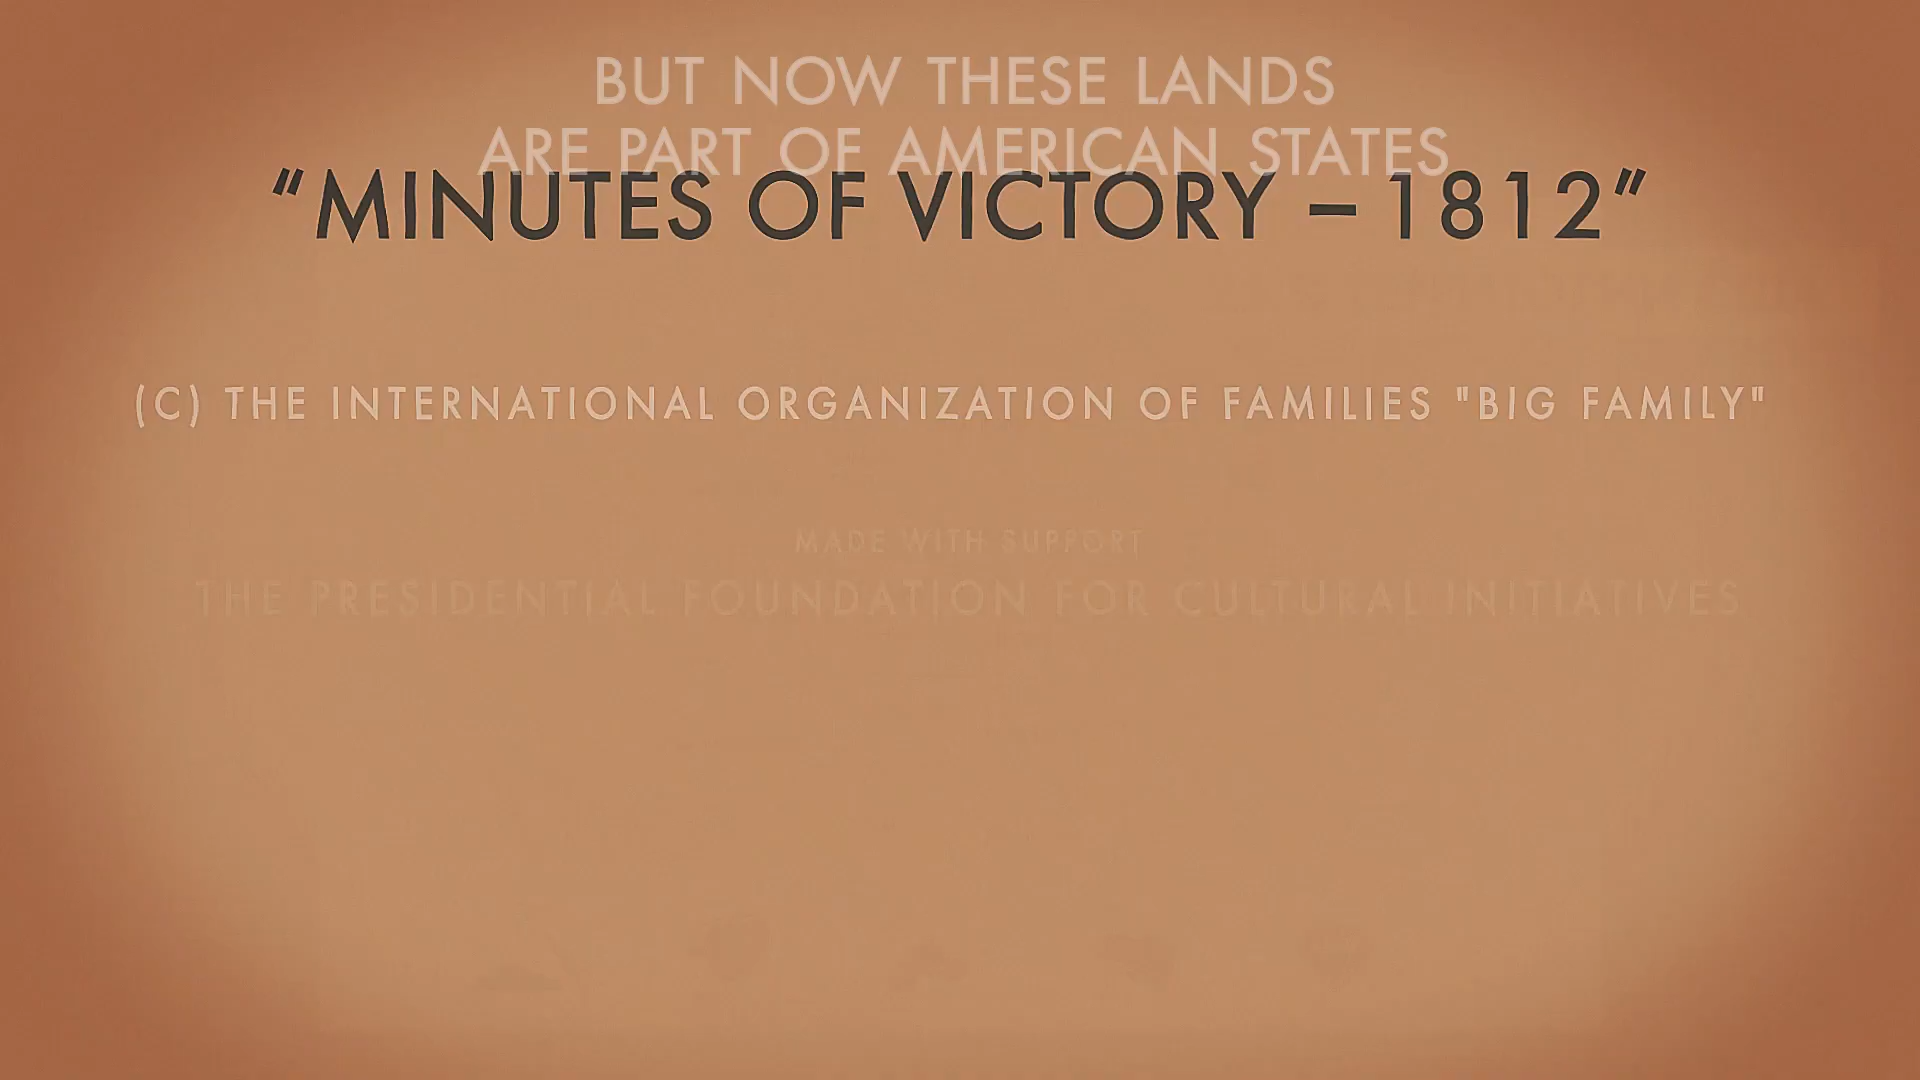 BUT NOW THESE LANDS
ARE PART OF AMERICAN STATES
“MINUTES OF VICTORY – 1812”
(C) THE INTERNATIONAL ORGANIZATION OF FAMILIES "BIG FAMILY"
MADE WITH SUPPORT
THE PRESIDENTIAL FOUNDATION FOR CULTURAL INITIATIVES